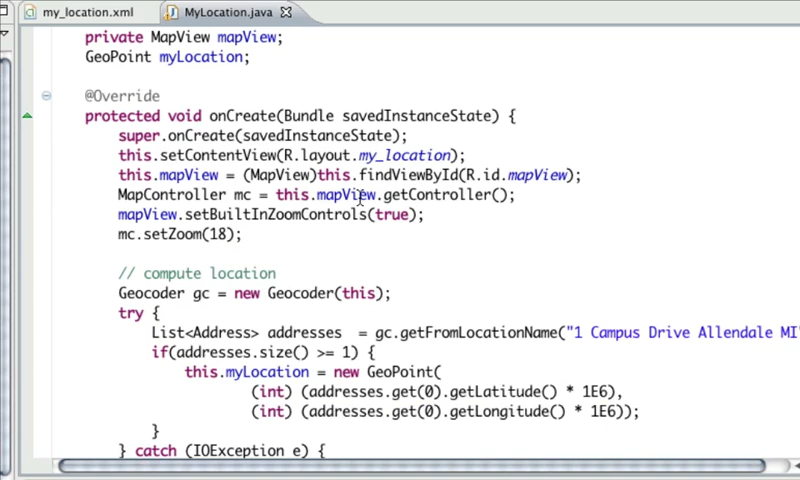 my_location.xml MyLocation.java
private MapView mapView;
GeoPoint myLocation;
@Override
protected void onCreate(Bundle savedInstanceState) {
super.onCreate(savedInstanceState);
this.setContentView(R.layout.my_location);
this.mapView = (MapView)this.findViewById(R.id.mapView);
MapController mc = this.mapView.getController();
mapView.setBuiltInZoomControls(true);
mc.setZoom(18);
// compute location
Geocoder gc = new Geocoder(this);
try {
List<Address> addresses = gc.getFromLocationName("1 Campus Drive Allendale MI
if(addresses.size() >= 1) {
this.myLocation = new GeoPoint(
(int) (addresses.get(0).getLatitude() * 1E6),
(int) (addresses.get(0).getLongitude() * 1E6));
}
} catch (IOException e) {